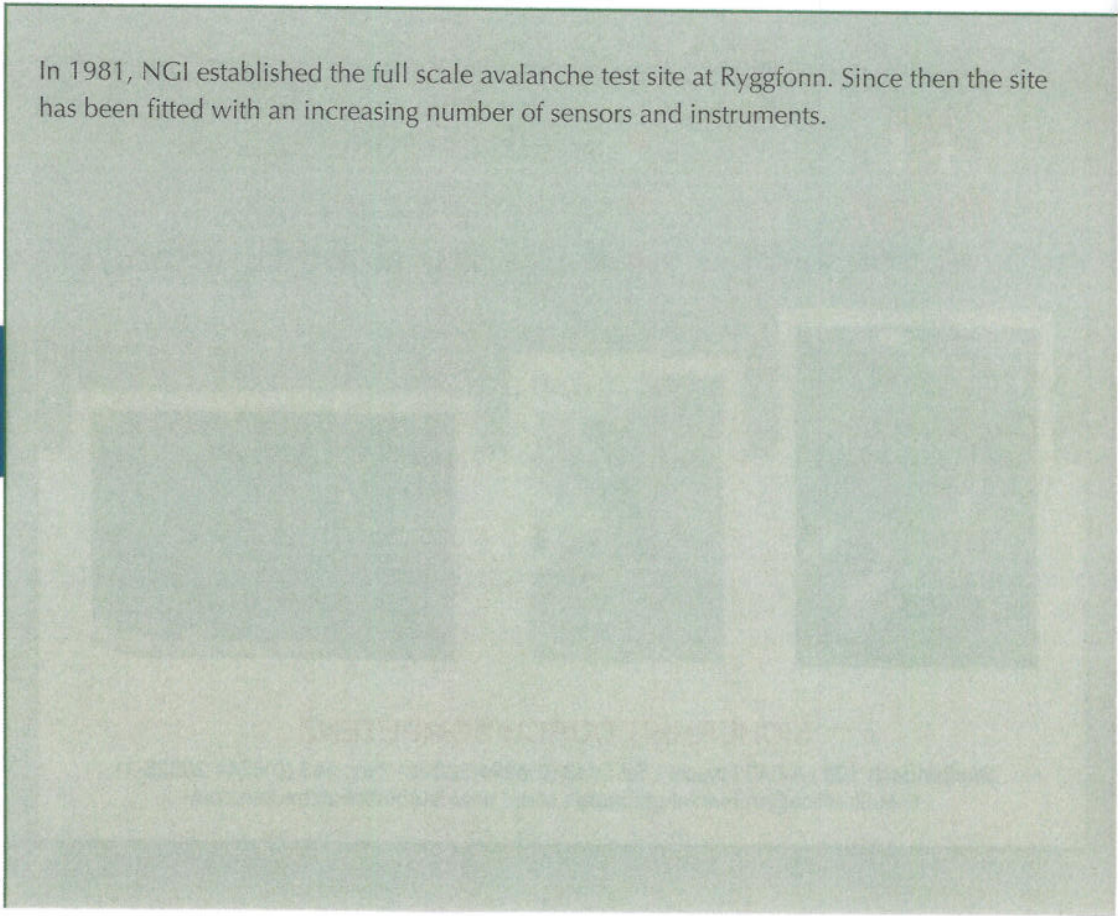 In 1981, NGI established the full scale avalanche test site at Ryggfonn. Since then the site
has been fitted with an increasing number of sensors and instruments.